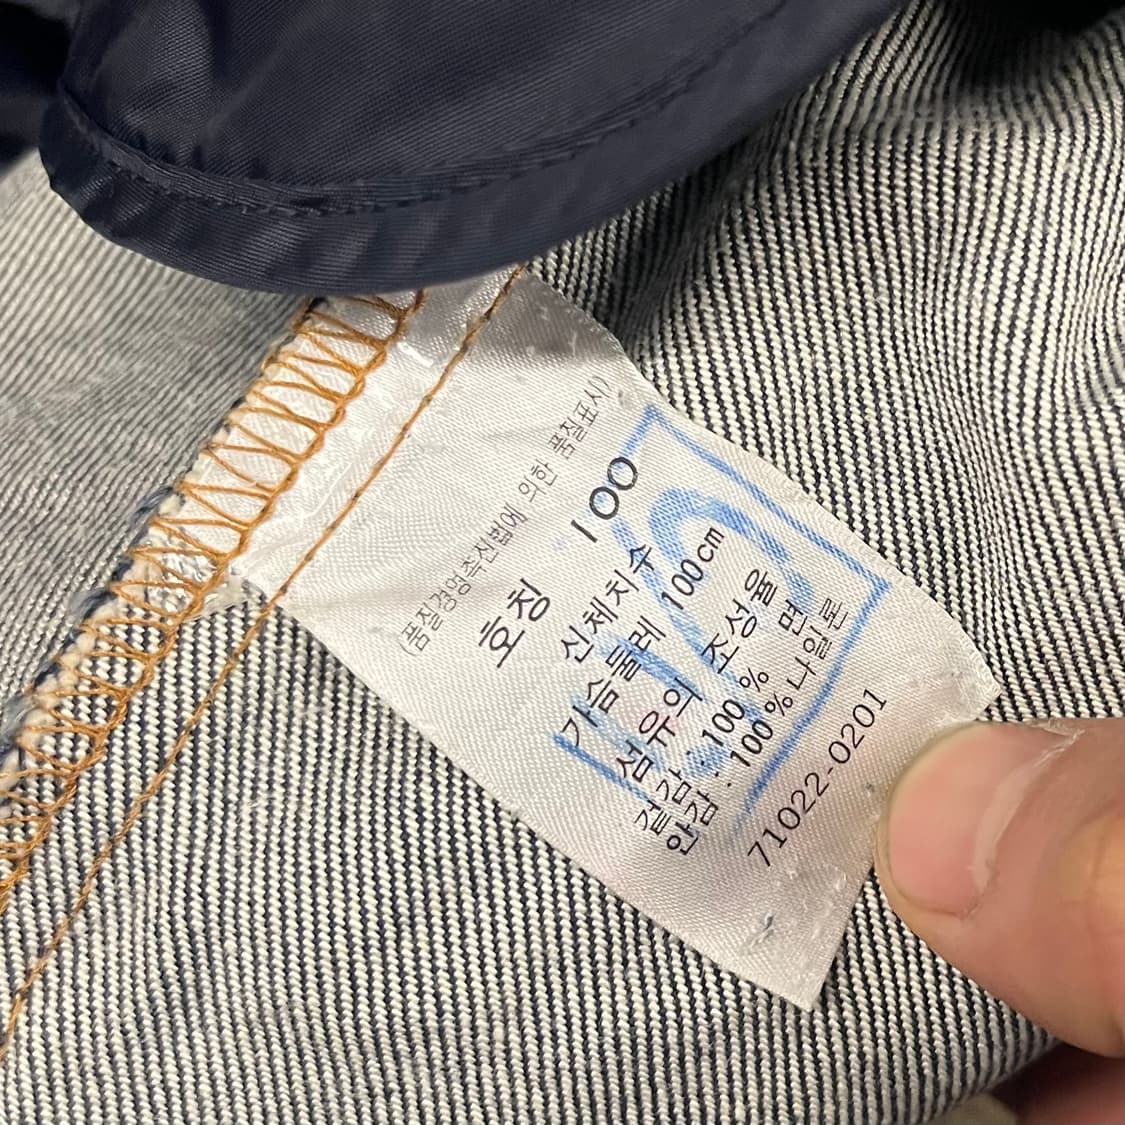 (품질경영촉진법에 의한 품질표시)
호칭 100
신체치수
가슴둘레 100cm
섬유의 조성율
겉감 : 100% 면
안감 : 100%나일론
71022-0201